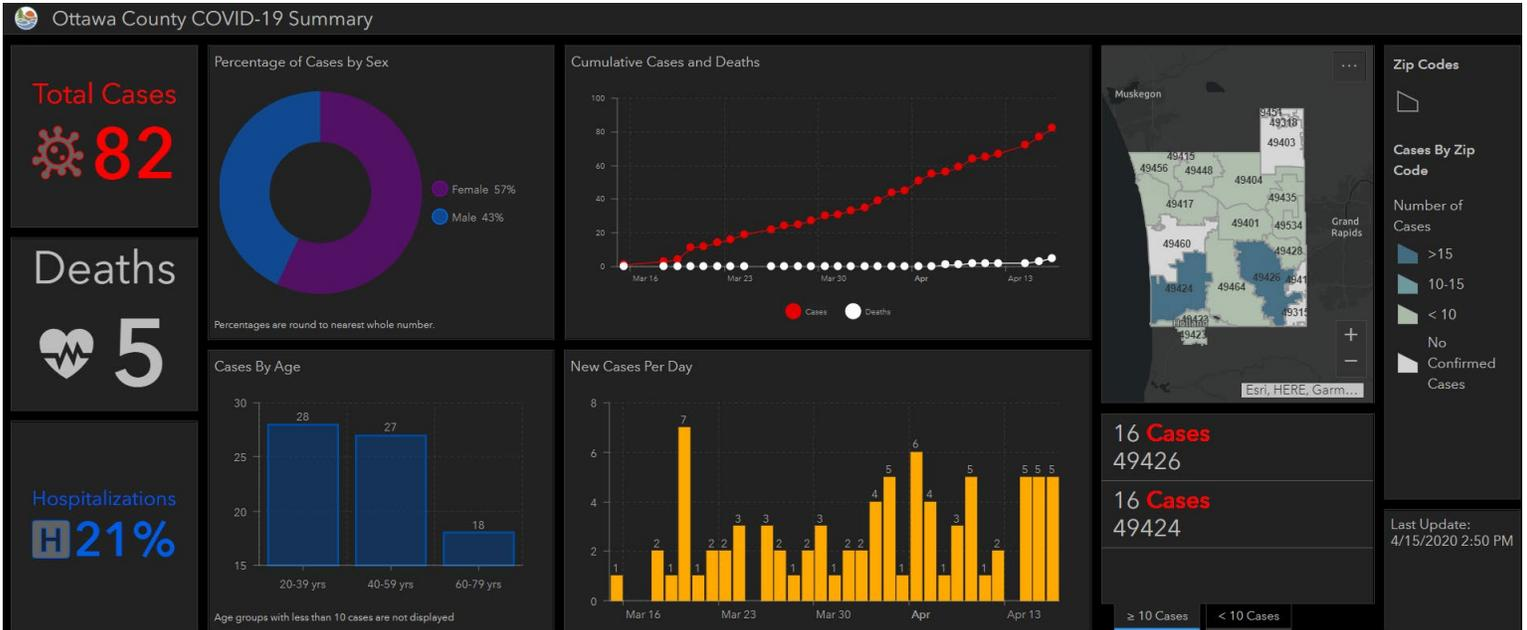 Ottawa County COVID-19 Summary
Total Cases
82
Deaths
5
Hospitalizations
H 21%
Percentage of Cases by Sex
Female 57%
Male 43%
Percentages are round to nearest whole number.
Cumulative Cases and Deaths
100
80
60
40
20
0
Mar 16 Mar 23 Mar 30 Apr Apr 13
Cases Deaths
Cases By Age
30
25
20
15
28
27
18
20-39 yrs 40-59 yrs 60-79 yrs
Age groups with less than 10 cases are not displayed
New Cases Per Day
8
6
4
2
0
1 2 1 7 1 2 2 3 3 2 1 2 3 1 2 2 4 5 1 6 4 1 3 5 1 2 5 5 5
Mar 16 Mar 23 Mar 30 Apr Apr 13
...
Muskegon
49318
49403
49415
49456
49448
49404
49435
49417
49401
49534
Grand
Rapids
49460
49428
49426
49424
49464
49315
Holland
Esri, HERE, Garm...
+
−
16 Cases
49426
16 Cases
49424
≥ 10 Cases < 10 Cases
Zip Codes
Cases By Zip
Code
Number of
Cases
>15
10-15
< 10
No
Confirmed
Cases
Last Update:
4/15/2020 2:50 PM